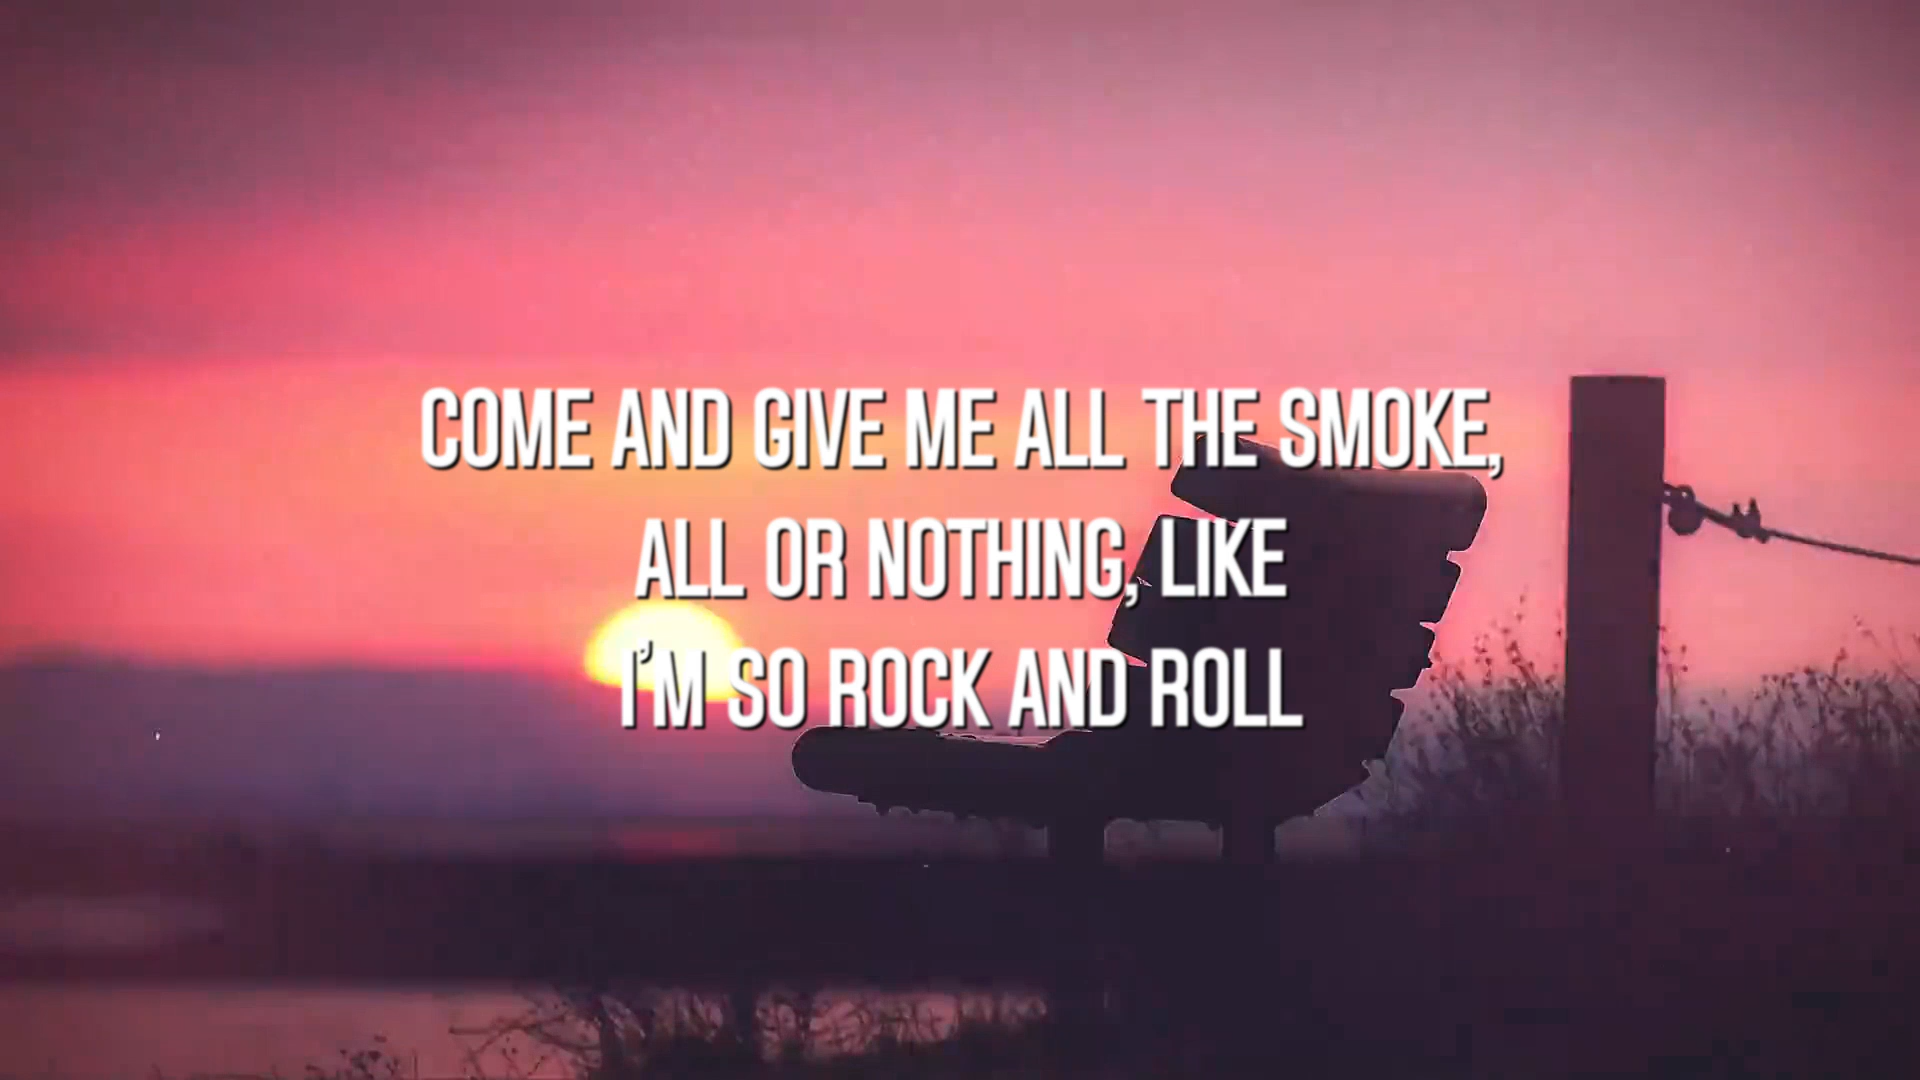 COME AND GIVE ME ALL THE SMOKE,
ALL OR NOTHING, LIKE
I'M SO ROCK AND ROLL